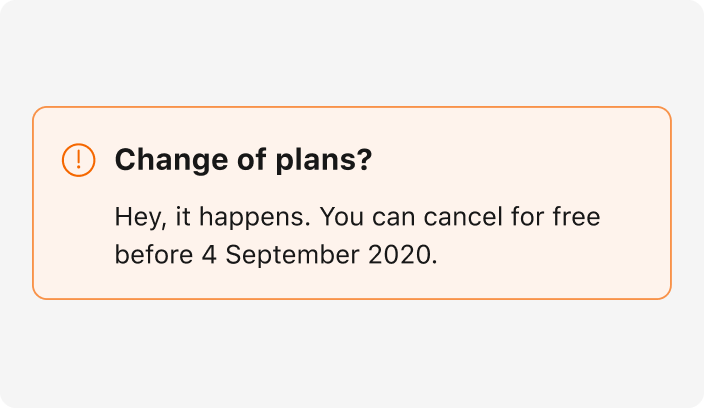 Change of plans?
Hey, it happens. You can cancel for free
before 4 September 2020.